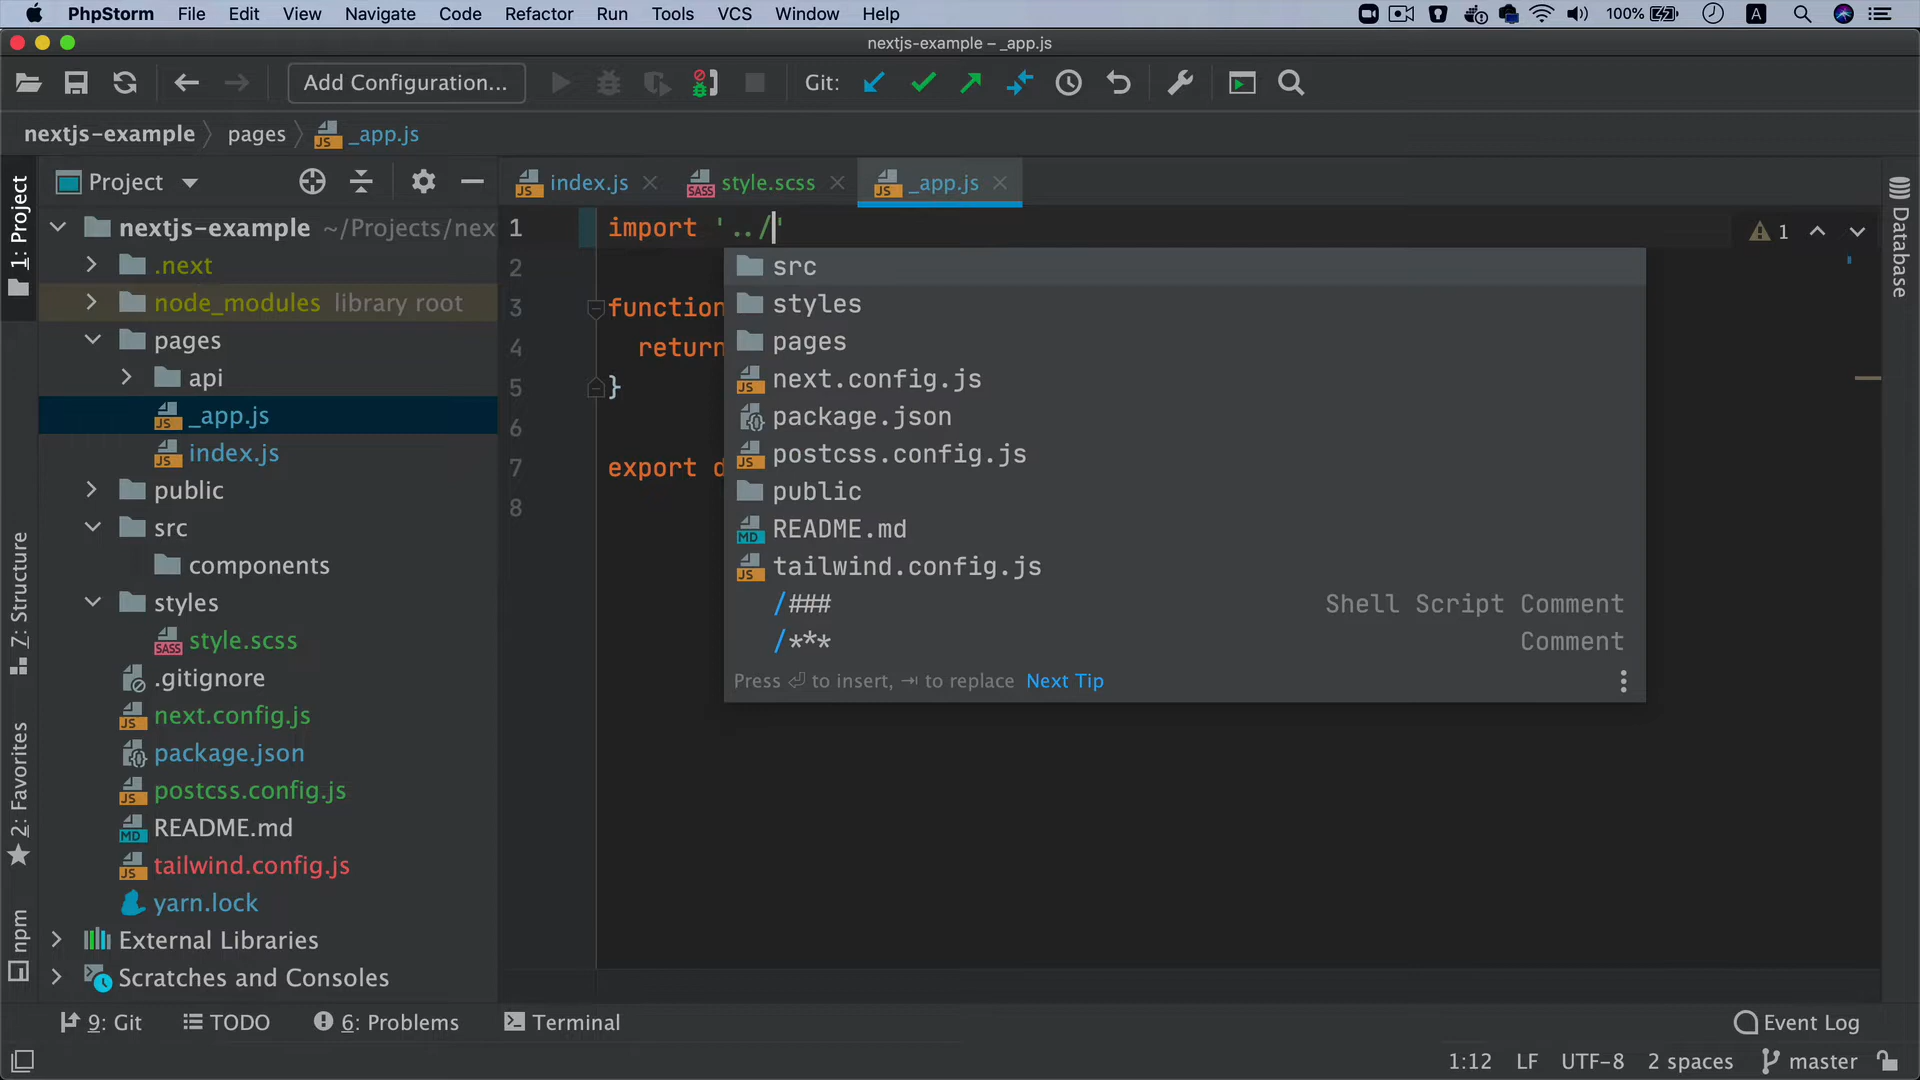 PhpStorm File Edit View Navigate Code Refactor Run Tools VCS Window Help 100% A
nextjs-example – _app.js
Add Configuration... Git:
nextjs-example pages _app.js
Project index.js style.scss _app.js
1: Project
nextjs-example ~/Projects/nex
.next
node_modules library root
pages
api
_app.js
index.js
public
src
components
styles
style.scss
.gitignore
next.config.js
package.json
postcss.config.js
README.md
tailwind.config.js
yarn.lock
External Libraries
Scratches and Consoles
Z: Structure
2: Favorites
npm
1 import '../'
2
3 function
4 return
5 }
6
7 export d
8
1
src
styles
pages
next.config.js
package.json
postcss.config.js
public
README.md
tailwind.config.js
/### Shell Script Comment
/*** Comment
Press ⏎ to insert, ⇥ to replace Next Tip
Database
9: Git TODO 6: Problems Terminal Event Log
1:12 LF UTF-8 2 spaces master